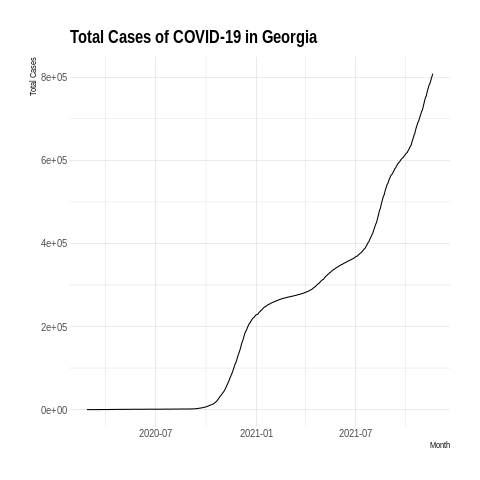 Total Cases of COVID-19 in Georgia
Total Cases
8e+05
6e+05
4e+05
2e+05
0e+00
2020-07
2021-01
2021-07
Month